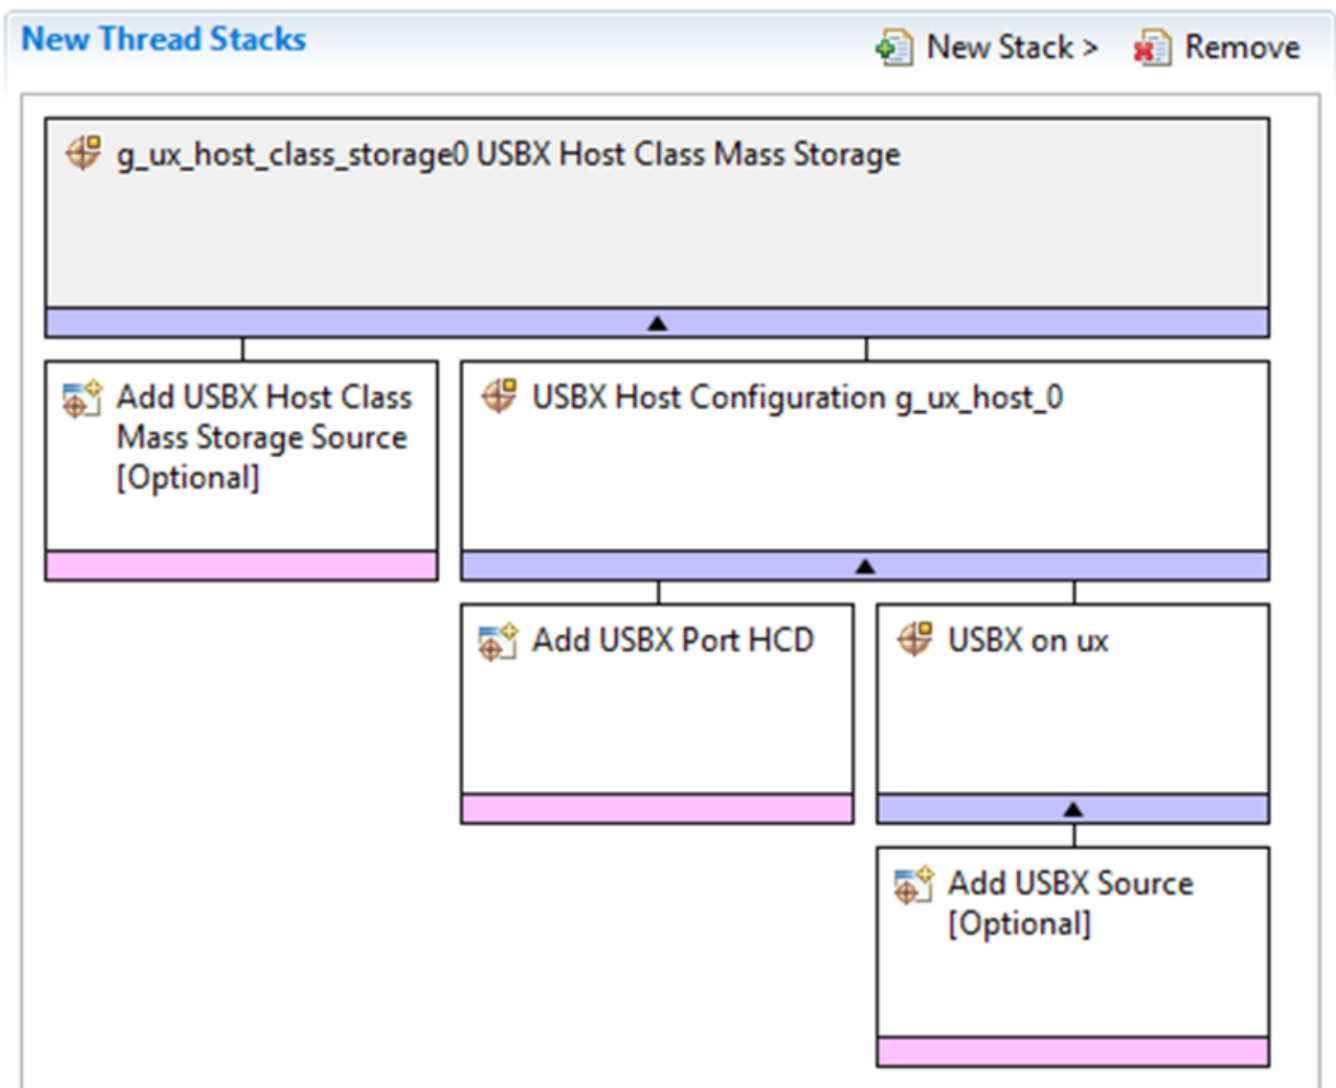 New Thread Stacks
New Stack > Remove
g_ux_host_class_storage0 USBX Host Class Mass Storage
Add USBX Host Class
Mass Storage Source
[Optional]
USBX Host Configuration g_ux_host_0
Add USBX Port HCD
USBX on ux
Add USBX Source
[Optional]